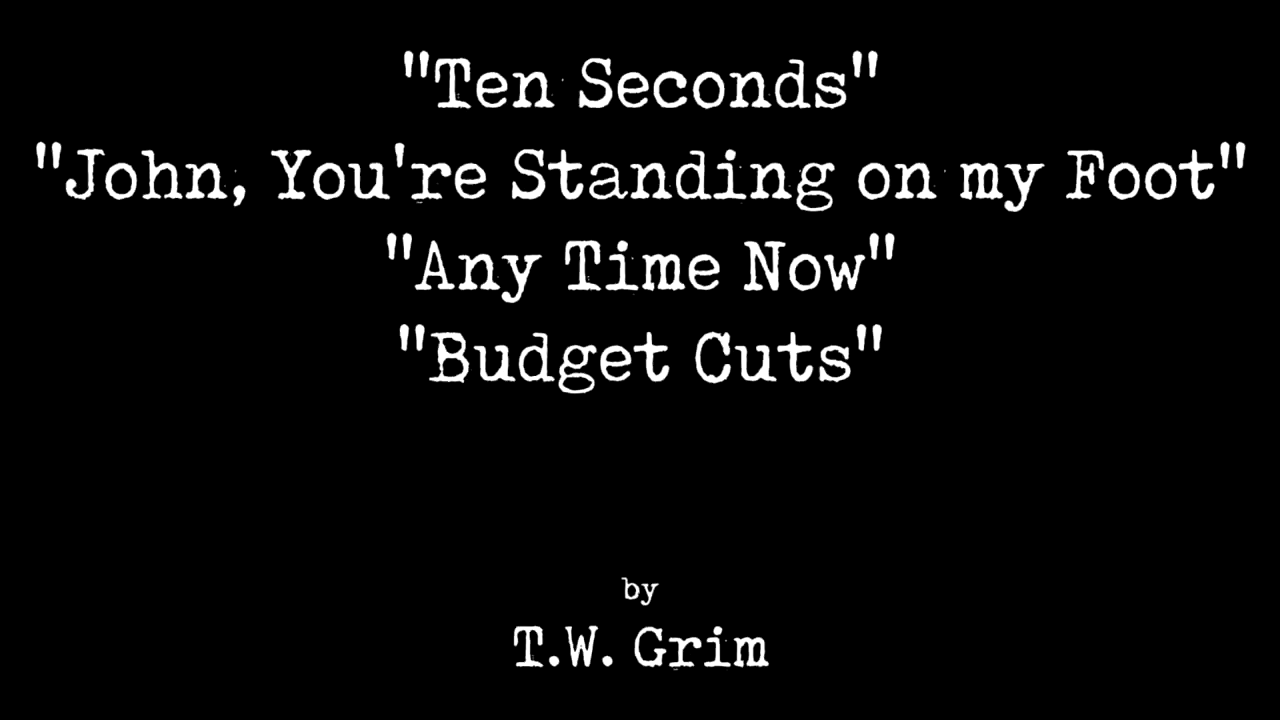 "Ten Seconds"
"John, You're Standing on my Foot"
"Any Time Now"
"Budget Cuts"
by
T.W. Grim